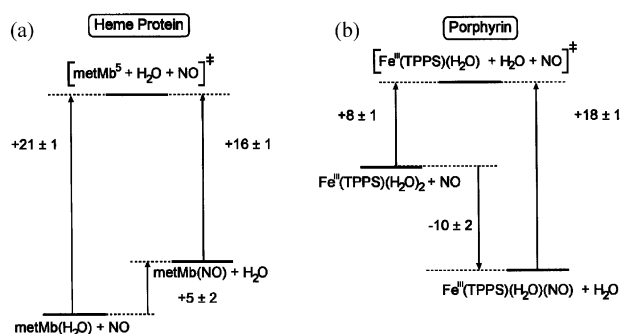 (a)
Heme Protein
[metMb⁵ + H₂O + NO]‡
+21 ± 1
+16 ± 1
metMb(NO) + H₂O
+5 ± 2
metMb(H₂O) + NO
(b)
Porphyrin
[Feᴵᴵᴵ(TPPS)(H₂O) + H₂O + NO]‡
+8 ± 1
+18 ± 1
Feᴵᴵᴵ(TPPS)(H₂O)₂ + NO
-10 ± 2
Feᴵᴵᴵ(TPPS)(H₂O)(NO) + H₂O